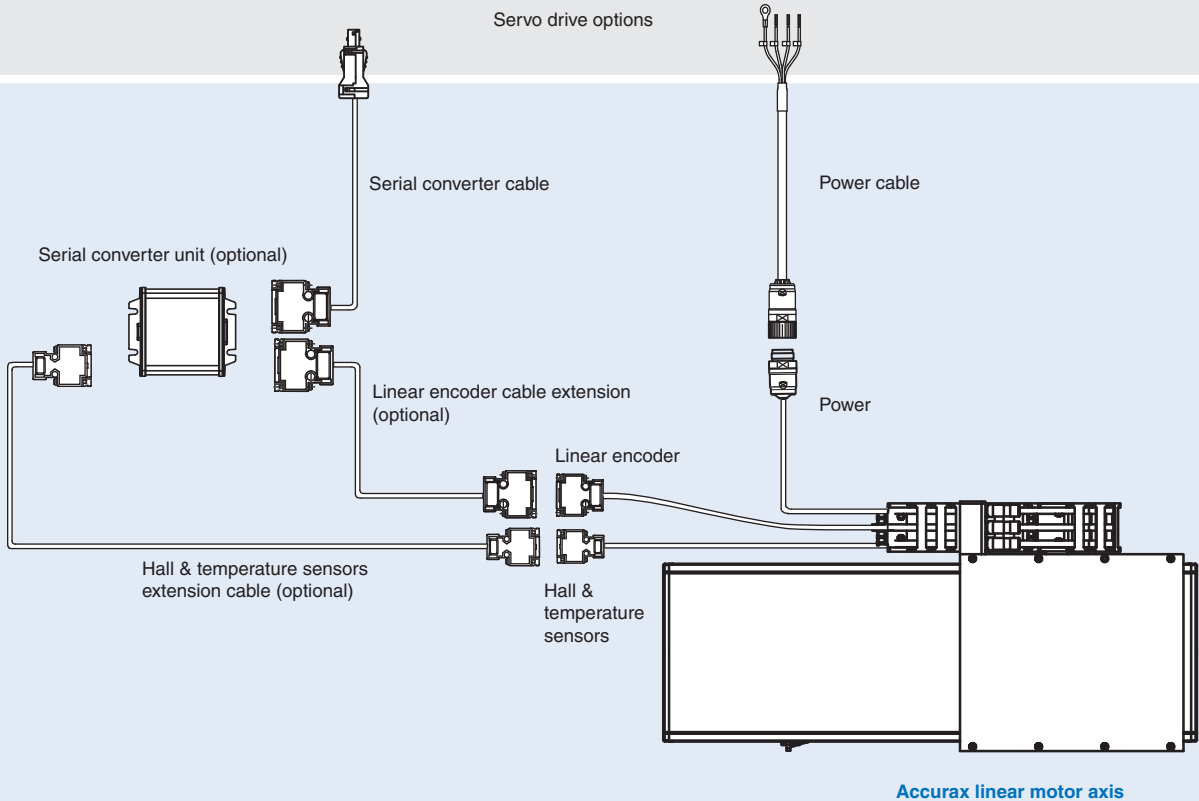 Servo drive options
Serial converter cable
Power cable
Serial converter unit (optional)
Linear encoder cable extension
(optional)
Power
Linear encoder
Hall & temperature sensors
extension cable (optional)
Hall &
temperature
sensors
Accurax linear motor axis